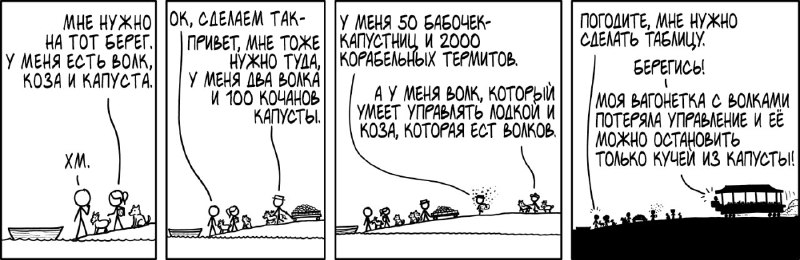 МНЕ НУЖНО
НА ТОТ БЕРЕГ.
У МЕНЯ ЕСТЬ ВОЛК,
КОЗА И КАПУСТА.
ХМ.
ОК, СДЕЛАЕМ ТАК-
ПРИВЕТ, МНЕ ТОЖЕ
НУЖНО ТУДА,
У МЕНЯ ДВА ВОЛКА
И 100 КОЧАНОВ
КАПУСТЫ.
У МЕНЯ 50 БАБОЧЕК-
КАПУСТНИЦ И 2000
КОРАБЕЛЬНЫХ ТЕРМИТОВ.
А У МЕНЯ ВОЛК, КОТОРЫЙ
УМЕЕТ УПРАВЛЯТЬ ЛОДКОЙ И
КОЗА, КОТОРАЯ ЕСТ ВОЛКОВ.
ПОГОДИТЕ, МНЕ НУЖНО
СДЕЛАТЬ ТАБЛИЦУ.
БЕРЕГИСЬ!
МОЯ ВАГОНЕТКА С ВОЛКАМИ
ПОТЕРЯЛА УПРАВЛЕНИЕ И ЕЁ
МОЖНО ОСТАНОВИТЬ
ТОЛЬКО КУЧЕЙ ИЗ КАПУСТЫ!